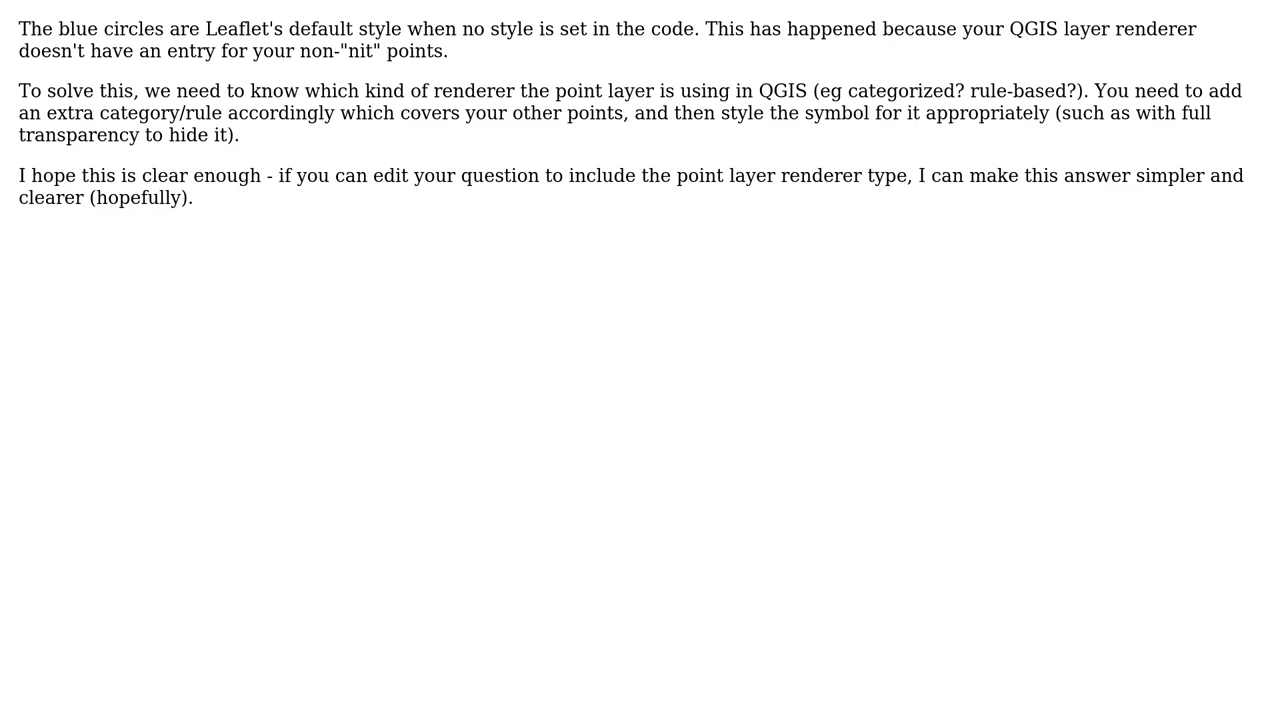 The blue circles are Leaflet's default style when no style is set in the code. This has happened because your QGIS layer renderer
doesn't have an entry for your non-"nit" points.
To solve this, we need to know which kind of renderer the point layer is using in QGIS (eg categorized? rule-based?). You need to add
an extra category/rule accordingly which covers your other points, and then style the symbol for it appropriately (such as with full
transparency to hide it).
I hope this is clear enough - if you can edit your question to include the point layer renderer type, I can make this answer simpler and
clearer (hopefully).